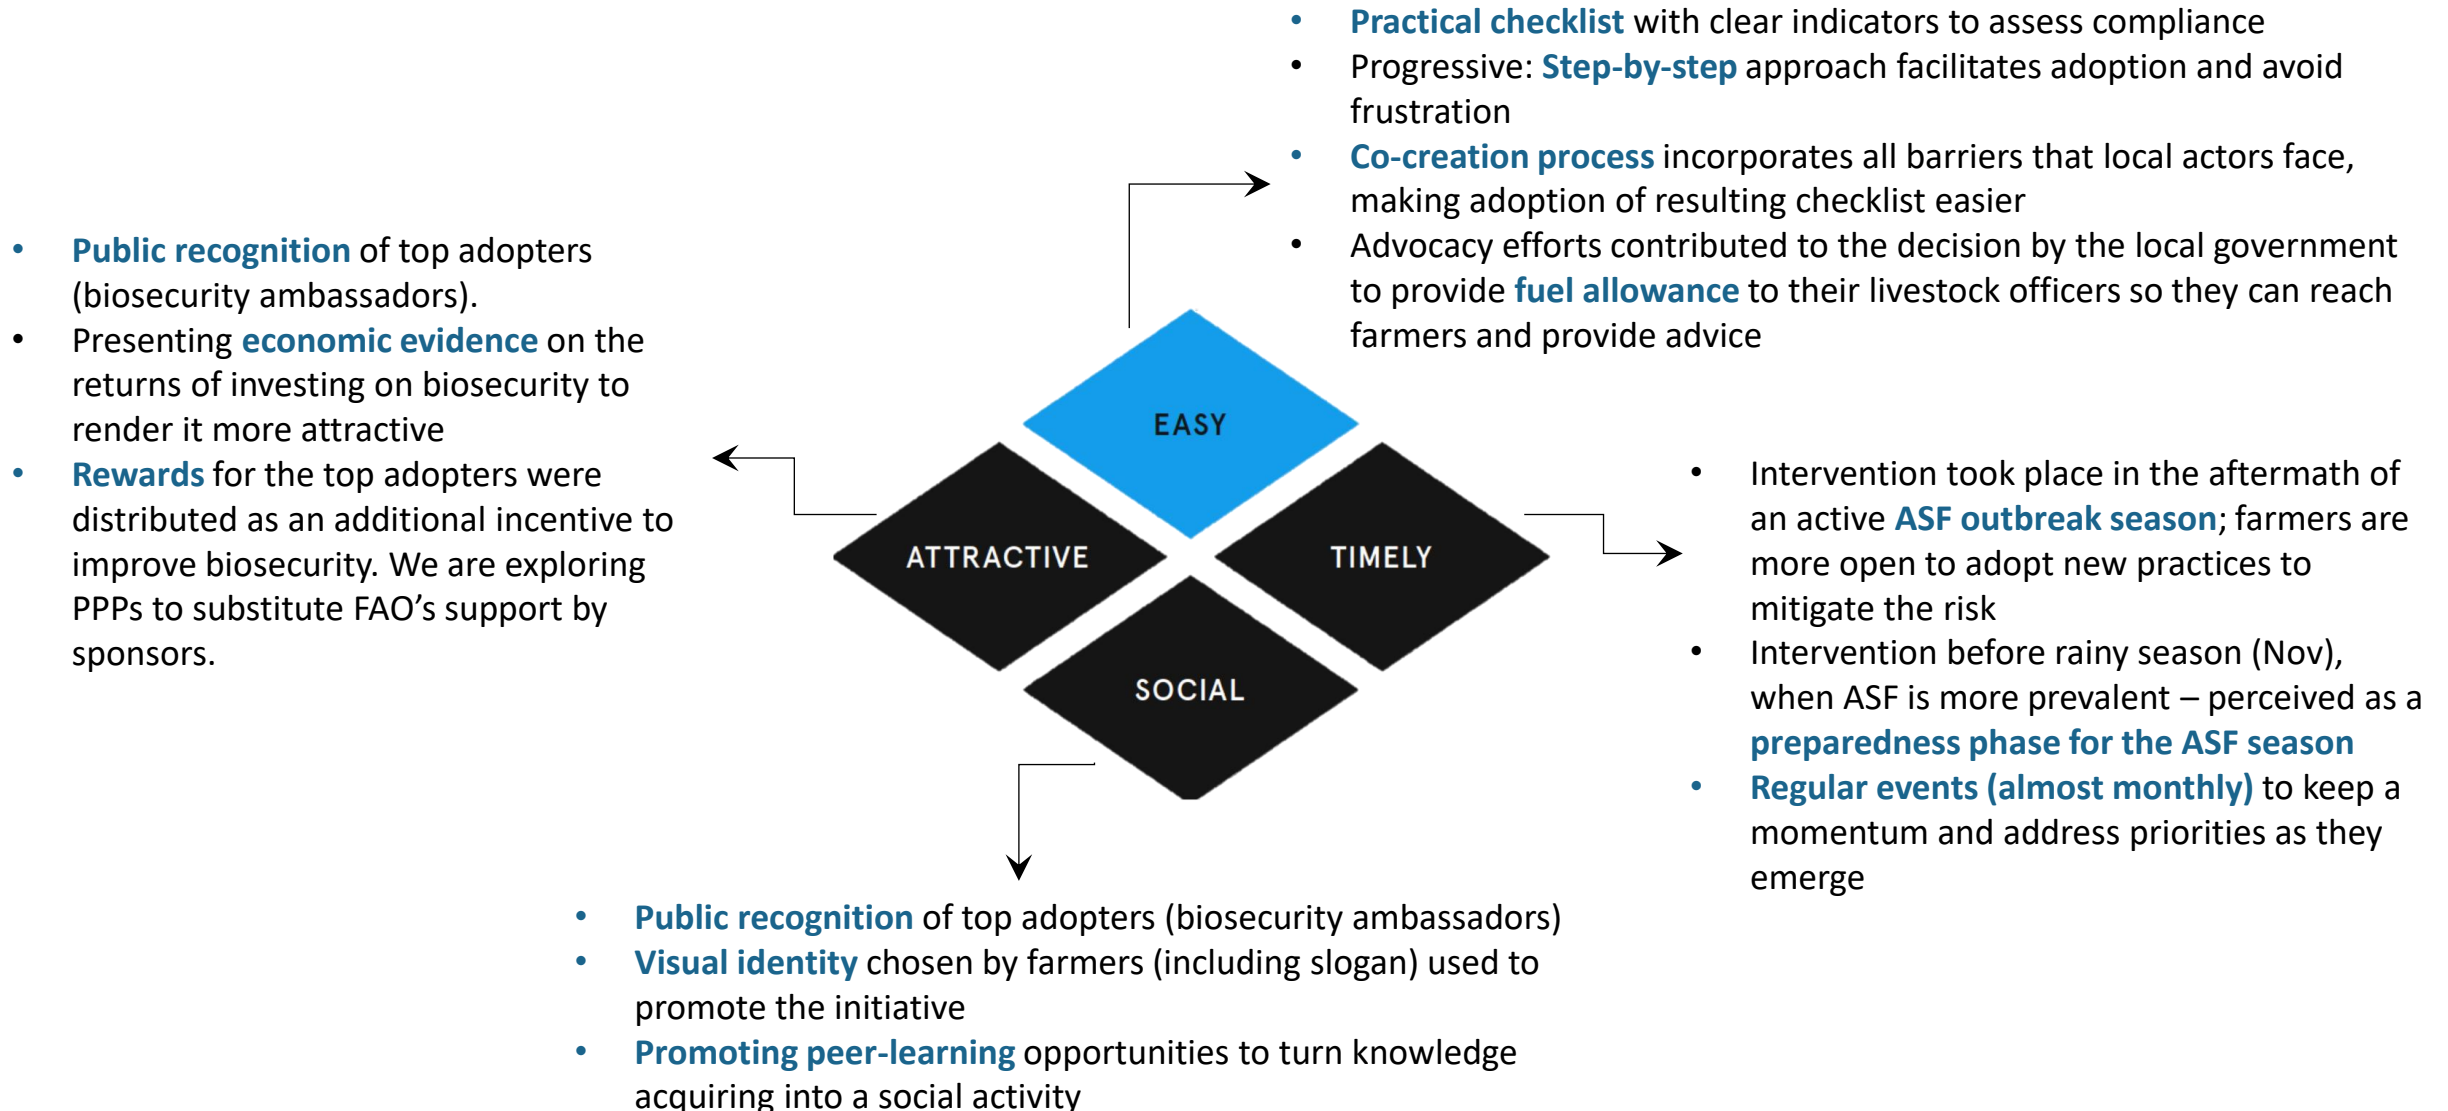 • Practical checklist with clear indicators to assess compliance
• Progressive: Step-by-step approach facilitates adoption and avoid
frustration
• Co-creation process incorporates all barriers that local actors face,
making adoption of resulting checklist easier
• Advocacy efforts contributed to the decision by the local government
to provide fuel allowance to their livestock officers so they can reach
farmers and provide advice
• Public recognition of top adopters
(biosecurity ambassadors).
• Presenting economic evidence on the
returns of investing on biosecurity to
render it more attractive
• Rewards for the top adopters were
distributed as an additional incentive to
improve biosecurity. We are exploring
PPPs to substitute FAO’s support by
sponsors.
EASY
ATTRACTIVE
TIMELY
SOCIAL
• Intervention took place in the aftermath of
an active ASF outbreak season; farmers are
more open to adopt new practices to
mitigate the risk
• Intervention before rainy season (Nov),
when ASF is more prevalent – perceived as a
preparedness phase for the ASF season
• Regular events (almost monthly) to keep a
momentum and address priorities as they
emerge
• Public recognition of top adopters (biosecurity ambassadors)
• Visual identity chosen by farmers (including slogan) used to
promote the initiative
• Promoting peer-learning opportunities to turn knowledge
acquiring into a social activity